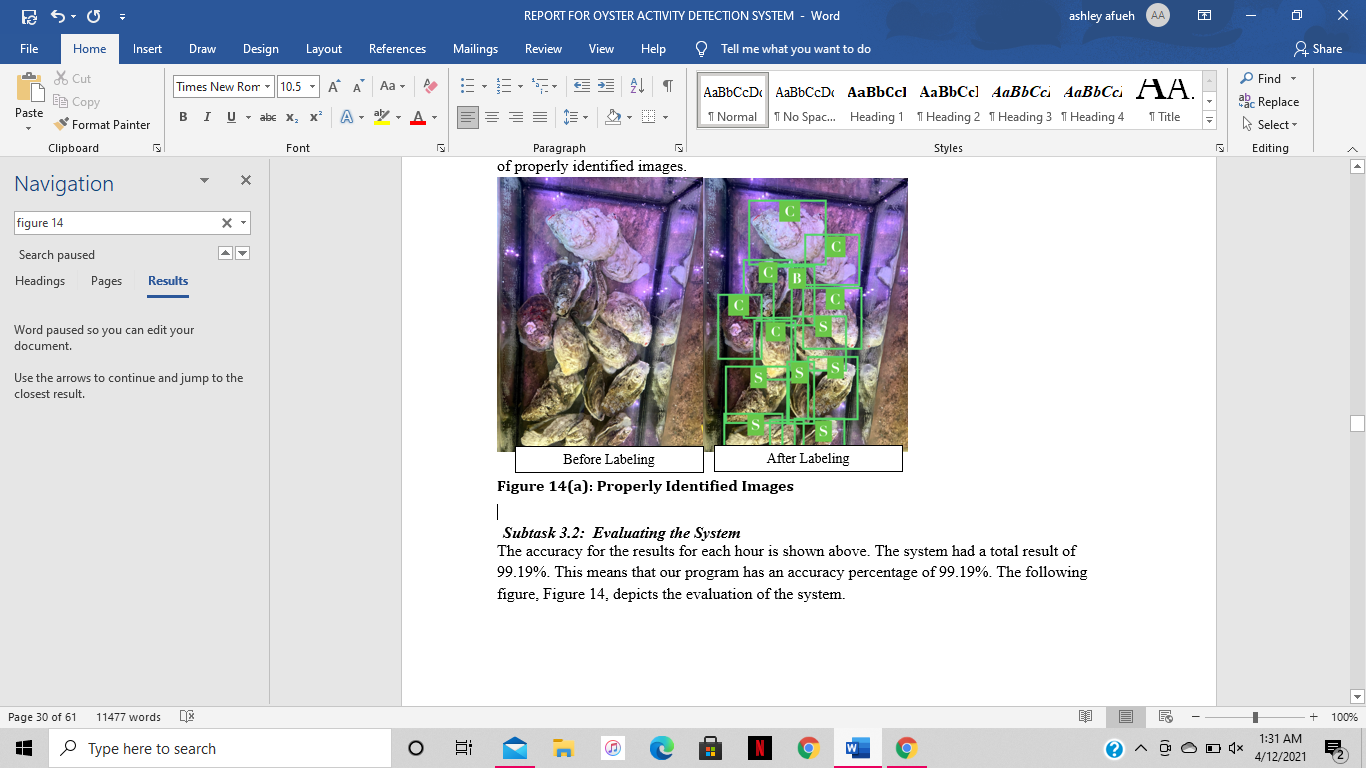 REPORT FOR OYSTER ACTIVITY DETECTION SYSTEM - Word
ashley afueh
AA
File Home Insert Draw Design Layout References Mailings Review View Help Tell me what you want to do
Share
Paste
Cut
Copy
Format Painter
Clipboard
Times New Rom
10.5
Aa
B I U abc x₂ x²
A ab A
Font
Paragraph
AaBbCcDc
¶ Normal
AaBbCcDc
¶ No Spac...
AaBbCcI
Heading 1
AaBbCcI
¶ Heading 2
AaBbCcI
¶ Heading 3
AaBbCcI
¶ Heading 4
AA.
¶ Title
Styles
Find
Replace
Select
Editing
Navigation
figure 14
Search paused
Headings Pages Results
Word paused so you can edit your
document.
Use the arrows to continue and jump to the
closest result.
of properly identified images.
C
C
C B
C C
C S
S S S
S S
Before Labeling
After Labeling
Figure 14(a): Properly Identified Images
Subtask 3.2: Evaluating the System
The accuracy for the results for each hour is shown above. The system had a total result of
99.19%. This means that our program has an accuracy percentage of 99.19%. The following
figure, Figure 14, depicts the evaluation of the system.
Page 30 of 61 11477 words
100%
Type here to search
N
1:31 AM
4/12/2021
2